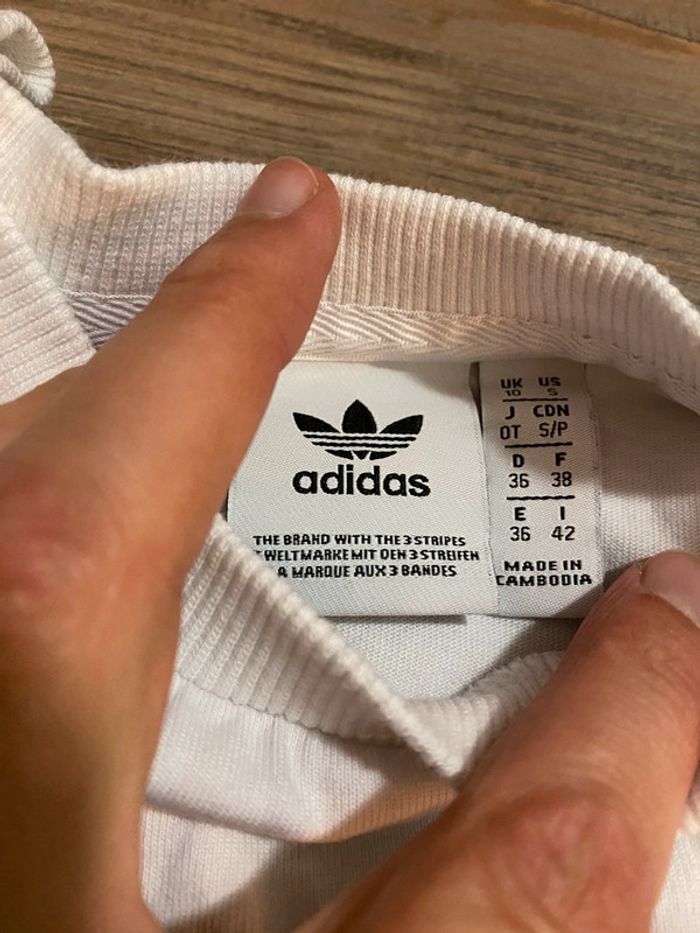 adidas
THE BRAND WITH THE 3 STRIPES
WELTMARKE MIT DEN 3 STREIFEN
A MARQUE AUX 3 BANDES
UK US
10 S
J CDN
OT S/P
D F
36 38
E I
36 42
MADE IN
CAMBODIA